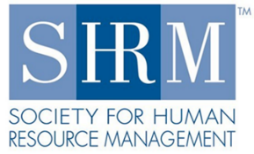 SHRM™
SOCIETY FOR HUMAN
RESOURCE MANAGEMENT